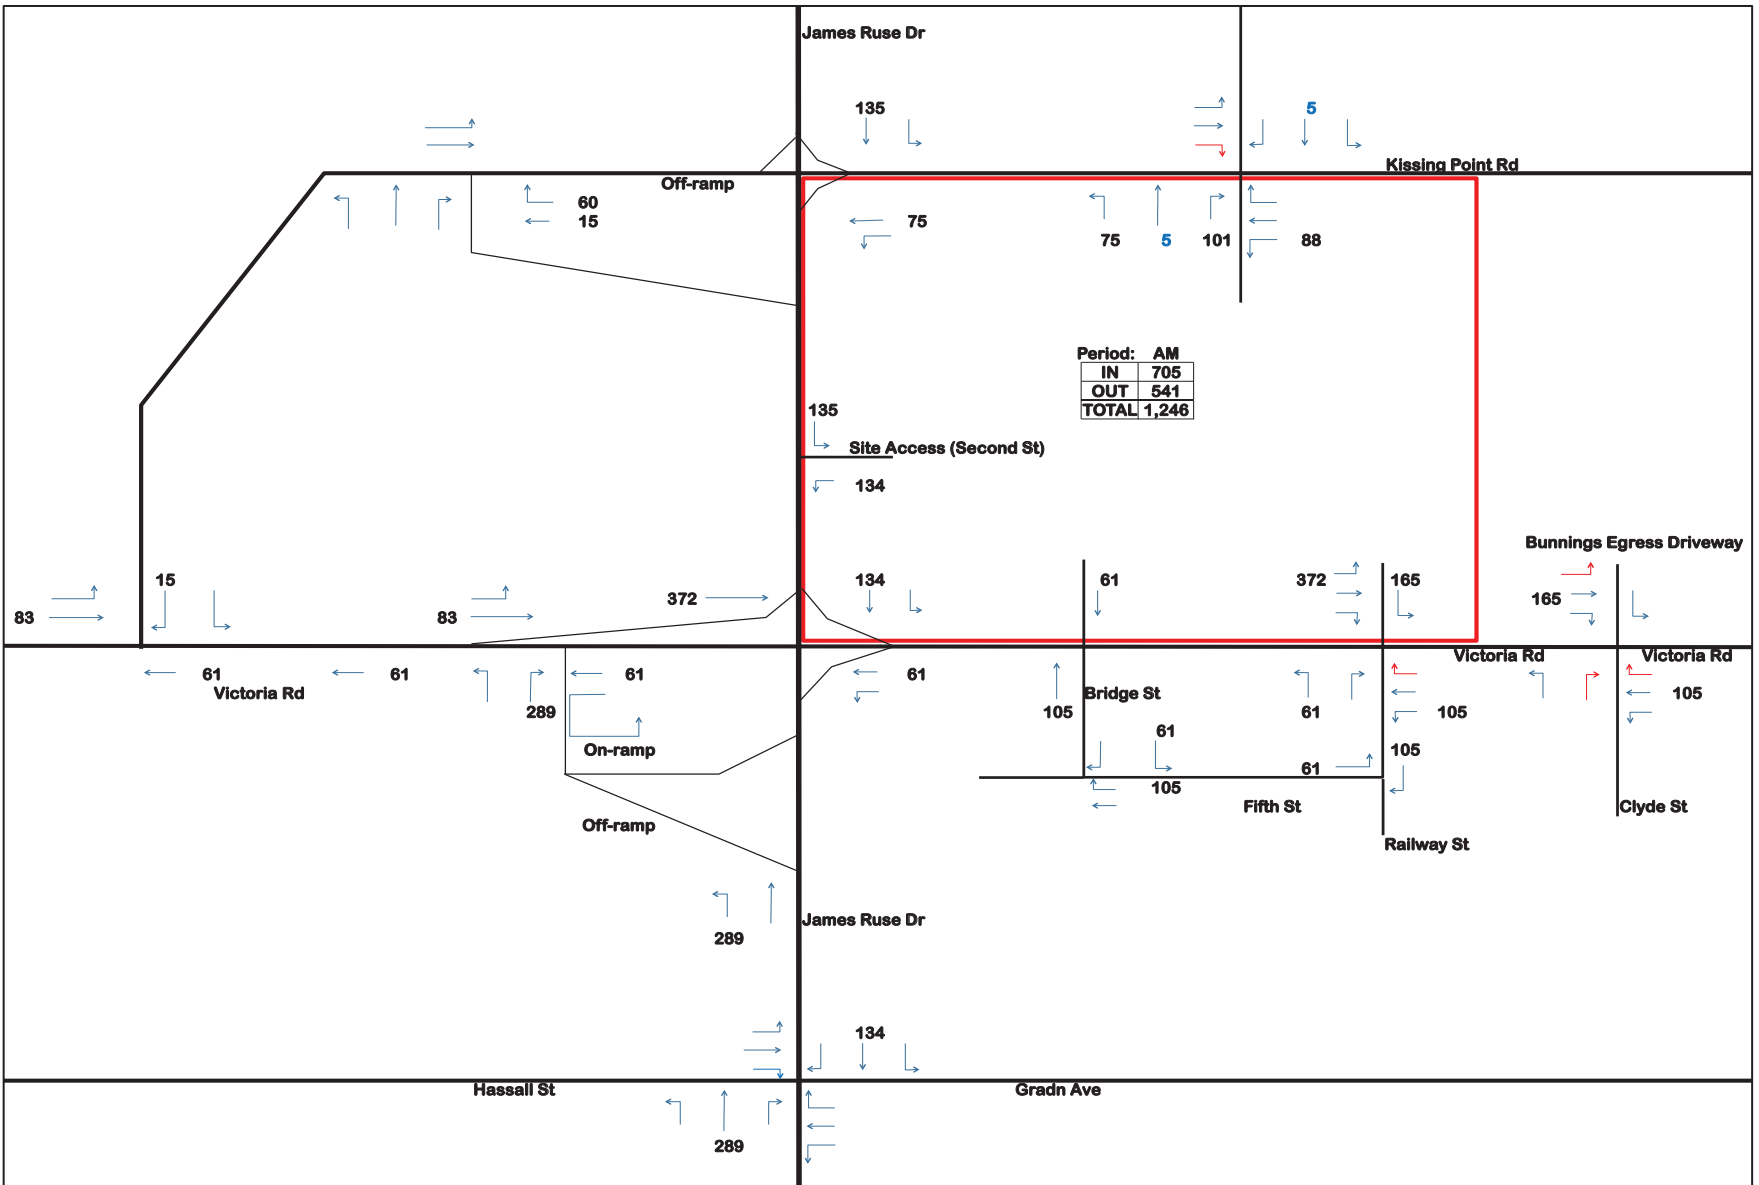 James Ruse Dr
135
5
Kissing Point Rd
Off-ramp
60
15
75
75
5
101
88
Period: AM
IN 705
OUT 541
TOTAL 1,246
135
Site Access (Second St)
134
Bunnings Egress Driveway
15
83
83
372
134
61
372
165
165
61
Victoria Rd
61
61
289
61
105
Bridge St
61
105
Victoria Rd
Victoria Rd
105
On-ramp
61
105
61
105
Fifth St
Clyde St
Off-ramp
Railway St
James Ruse Dr
289
134
Hassall St
Gradn Ave
289